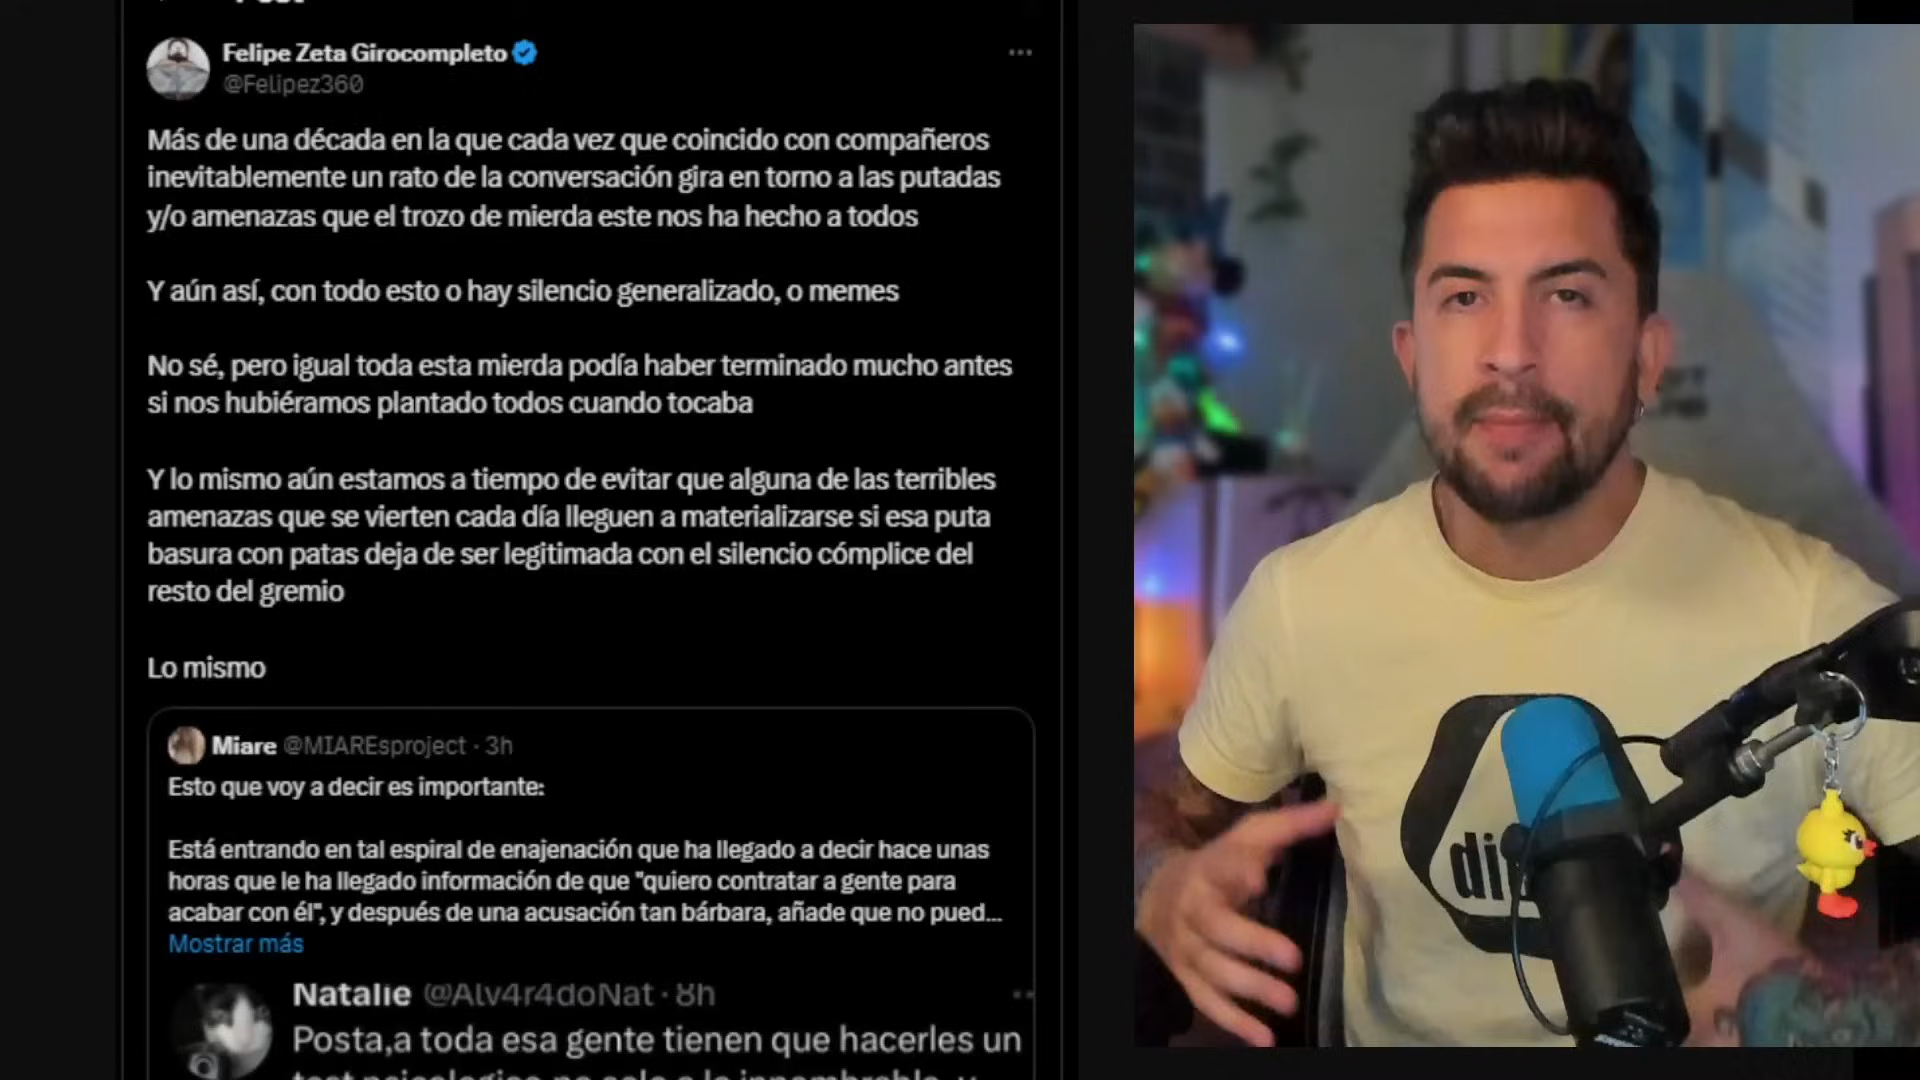 Felipe Zeta Girocompleto
@Felipez360
Más de una década en la que cada vez que coincido con compañeros
inevitablemente un rato de la conversación gira en torno a las putadas
y/o amenazas que el trozo de mierda este nos ha hecho a todos
Y aún así, con todo esto o hay silencio generalizado, o memes
No sé, pero igual toda esta mierda podía haber terminado mucho antes
si nos hubiéramos plantado todos cuando tocaba
Y lo mismo aún estamos a tiempo de evitar que alguna de las terribles
amenazas que se vierten cada día lleguen a materializarse si esa puta
basura con patas deja de ser legitimada con el silencio cómplice del
resto del gremio
Lo mismo
Miare @MIAREsproject · 3h
Esto que voy a decir es importante:
Está entrando en tal espiral de enajenación que ha llegado a decir hace unas
horas que le ha llegado información de que "quiero contratar a gente para
acabar con él", y después de una acusación tan bárbara, añade que no pued...
Mostrar más
Natalie @Alv4r4doNat · 8h
Posta,a toda esa gente tienen que hacerles un